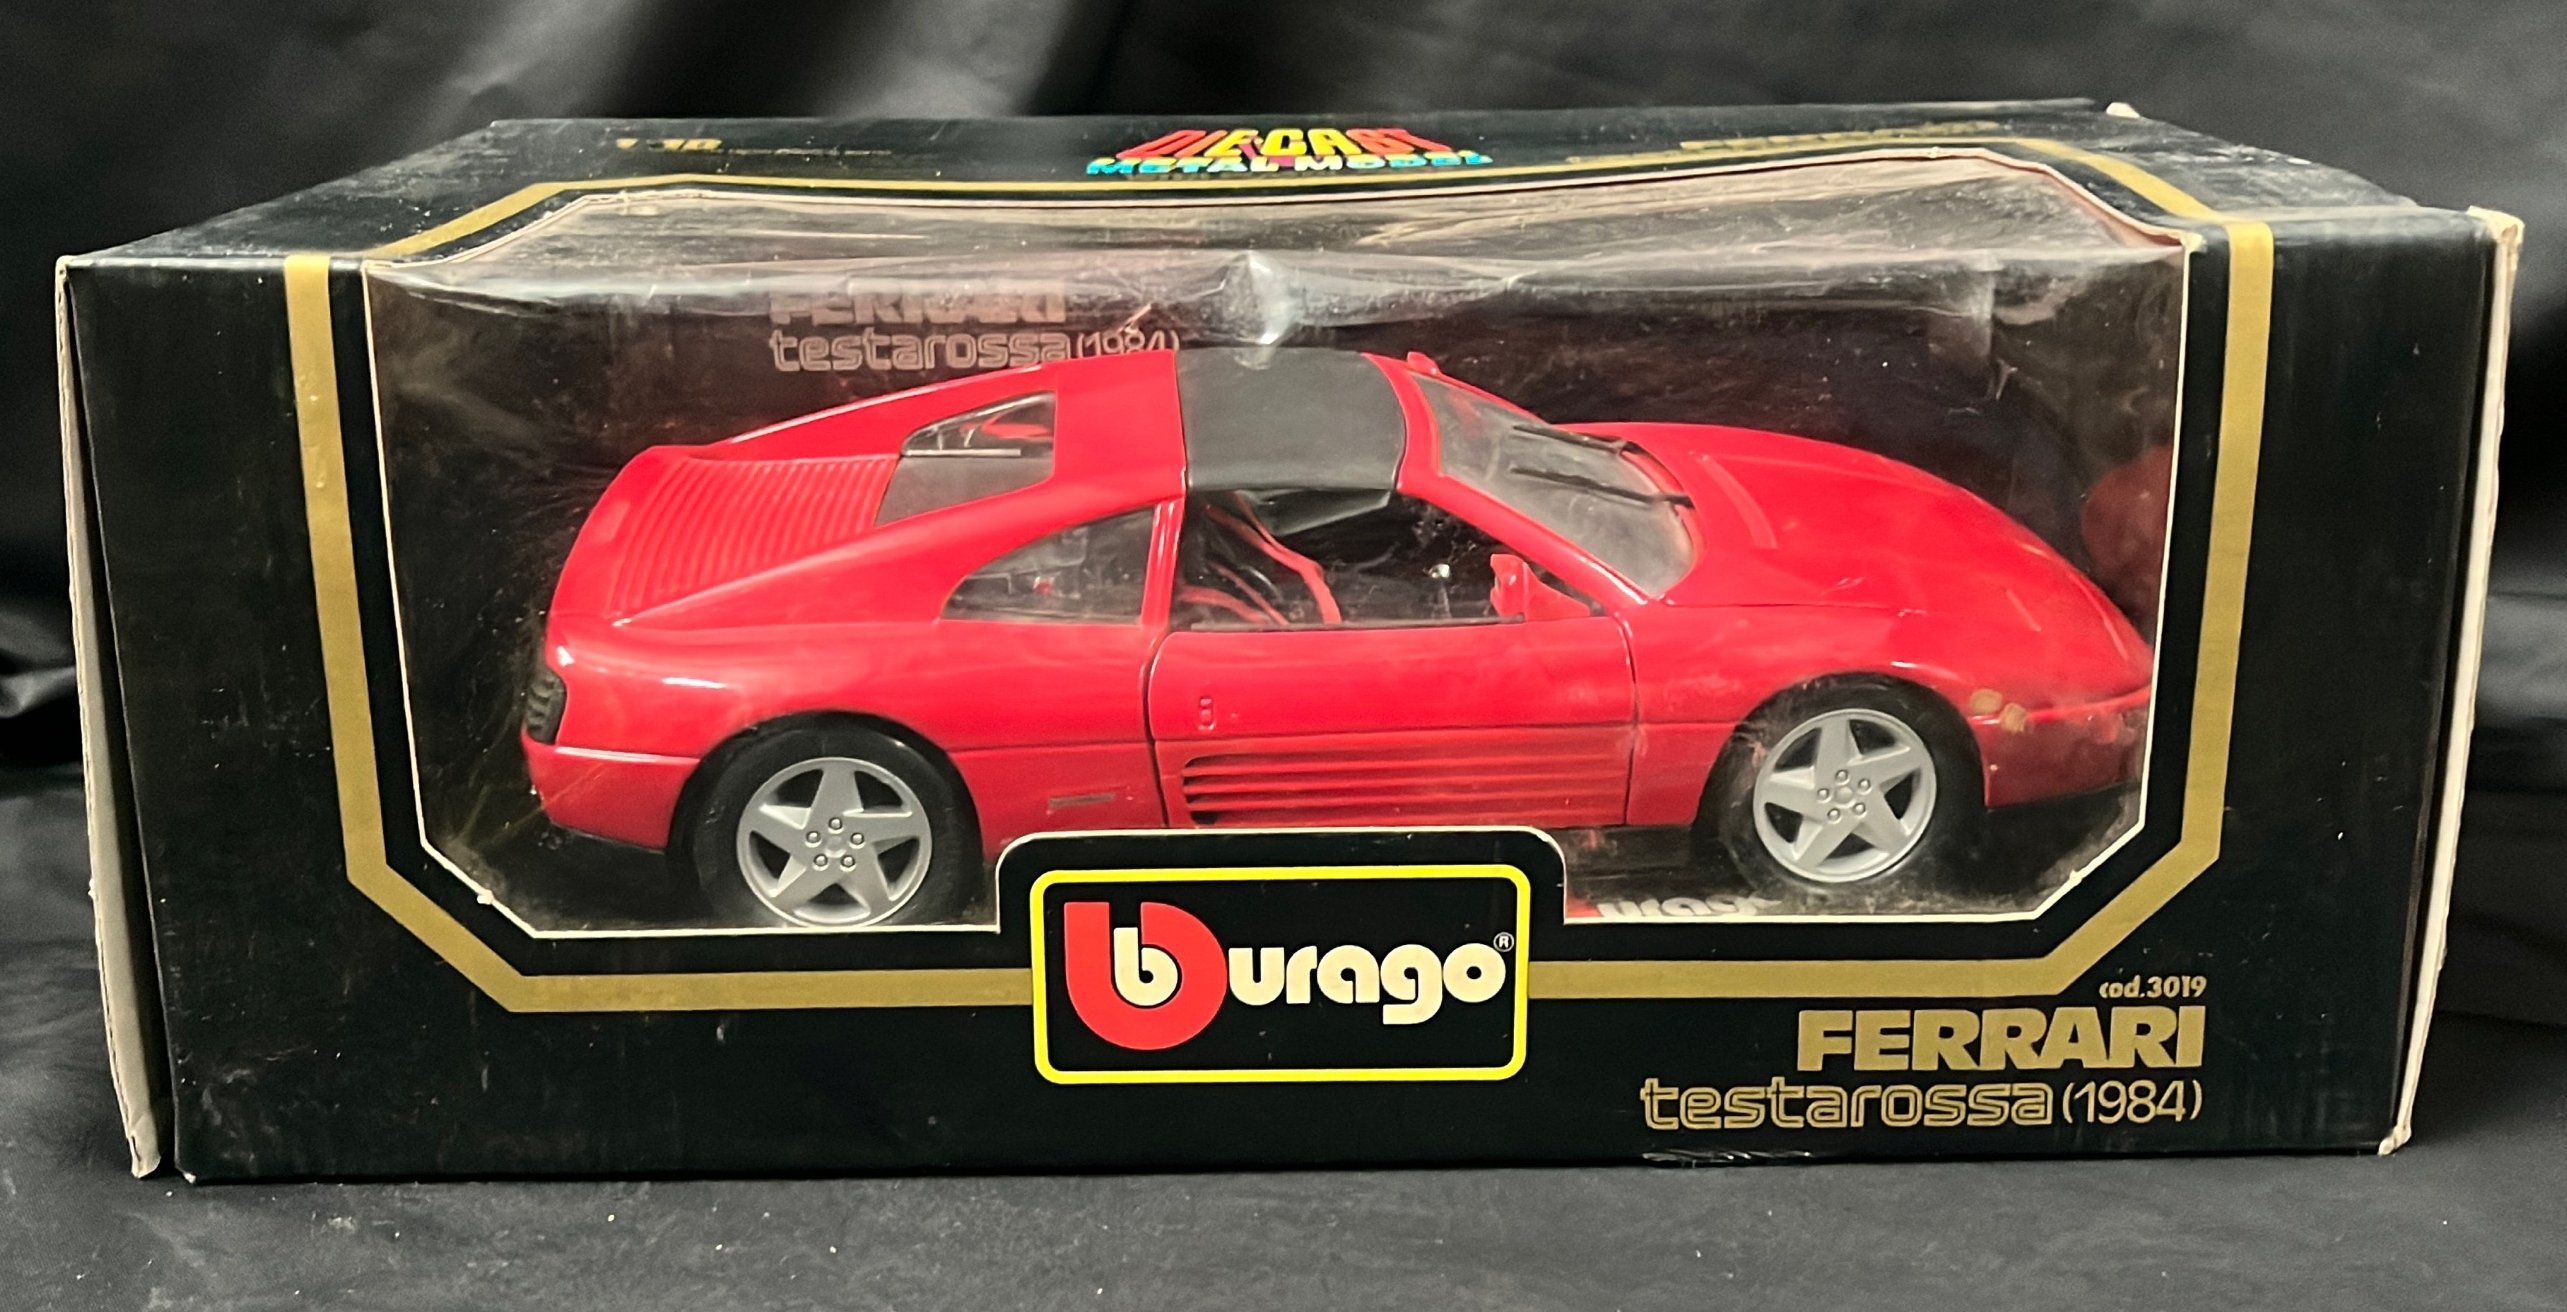 DIE CAST
METAL MODEL
FERRARI
testarossa (1984)
burago®
cod.3019
FERRARI
testarossa (1984)